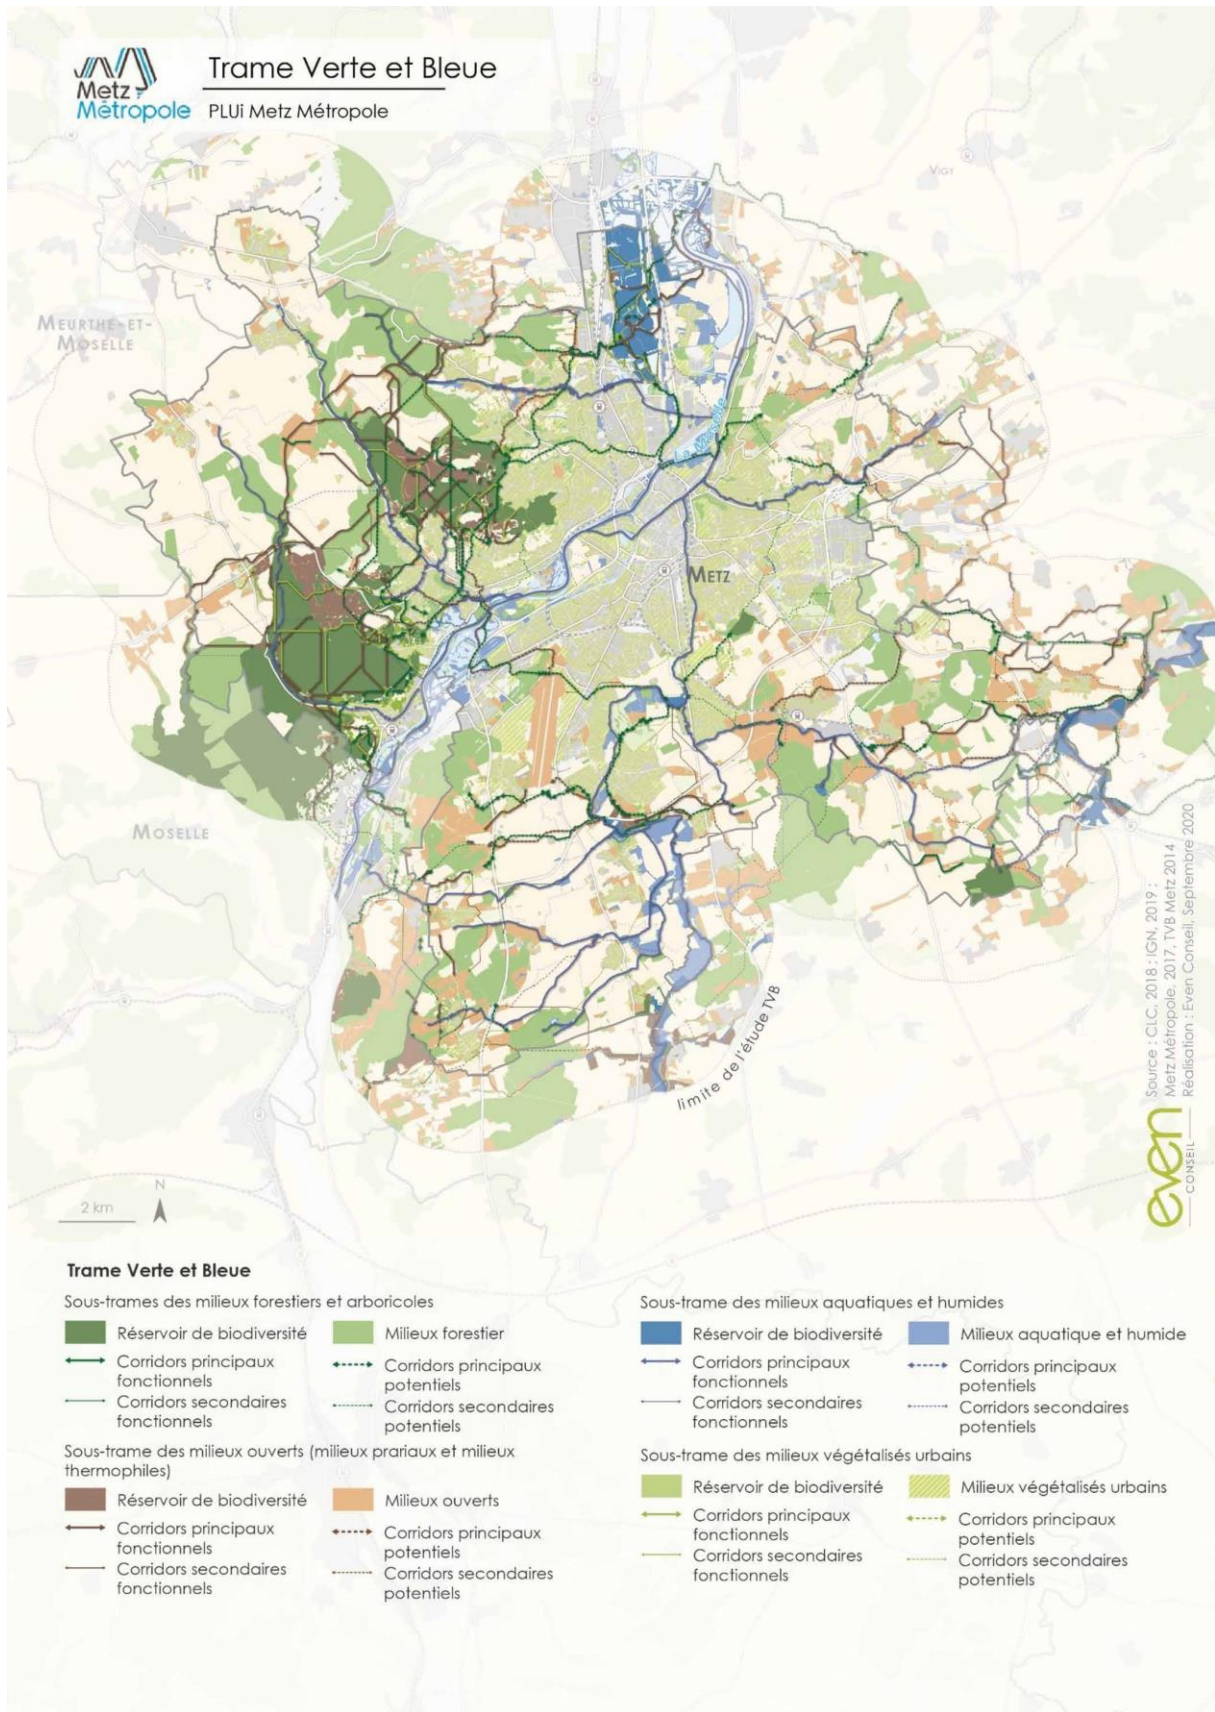 Metz
Métropole
Trame Verte et Bleue
PLUi Metz Métropole
VIGY
MEURTHE-ET-
MOSELLE
La Moselle
METZ
MOSELLE
limite de l'étude TVB
Source : CLC, 2018 ; IGN, 2019 ;
Metz Métropole, 2017, TVB Metz 2014
Réalisation : Even Conseil, Septembre 2020
even
CONSEIL
N
2 km
Trame Verte et Bleue
Sous-trames des milieux forestiers et arboricoles
Réservoir de biodiversité
Milieux forestier
Corridors principaux
fonctionnels
Corridors principaux
potentiels
Corridors secondaires
fonctionnels
Corridors secondaires
potentiels
Sous-trame des milieux ouverts (milieux prariaux et milieux
thermophiles)
Réservoir de biodiversité
Milieux ouverts
Corridors principaux
fonctionnels
Corridors principaux
potentiels
Corridors secondaires
fonctionnels
Corridors secondaires
potentiels
Sous-trame des milieux aquatiques et humides
Réservoir de biodiversité
Milieux aquatique et humide
Corridors principaux
fonctionnels
Corridors principaux
potentiels
Corridors secondaires
fonctionnels
Corridors secondaires
potentiels
Sous-trame des milieux végétalisés urbains
Réservoir de biodiversité
Milieux végétalisés urbains
Corridors principaux
fonctionnels
Corridors principaux
potentiels
Corridors secondaires
fonctionnels
Corridors secondaires
potentiels